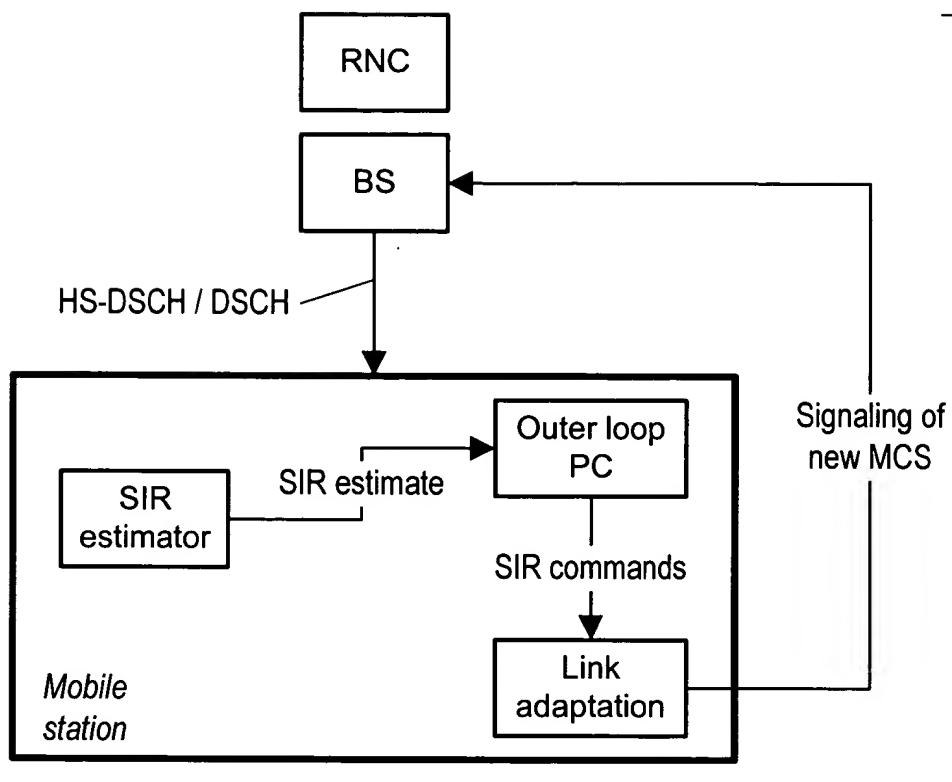 RNC
BS
HS-DSCH / DSCH
Signaling of
new MCS
Outer loop
PC
SIR estimate
SIR
estimator
SIR commands
Link
adaptation
Mobile
station